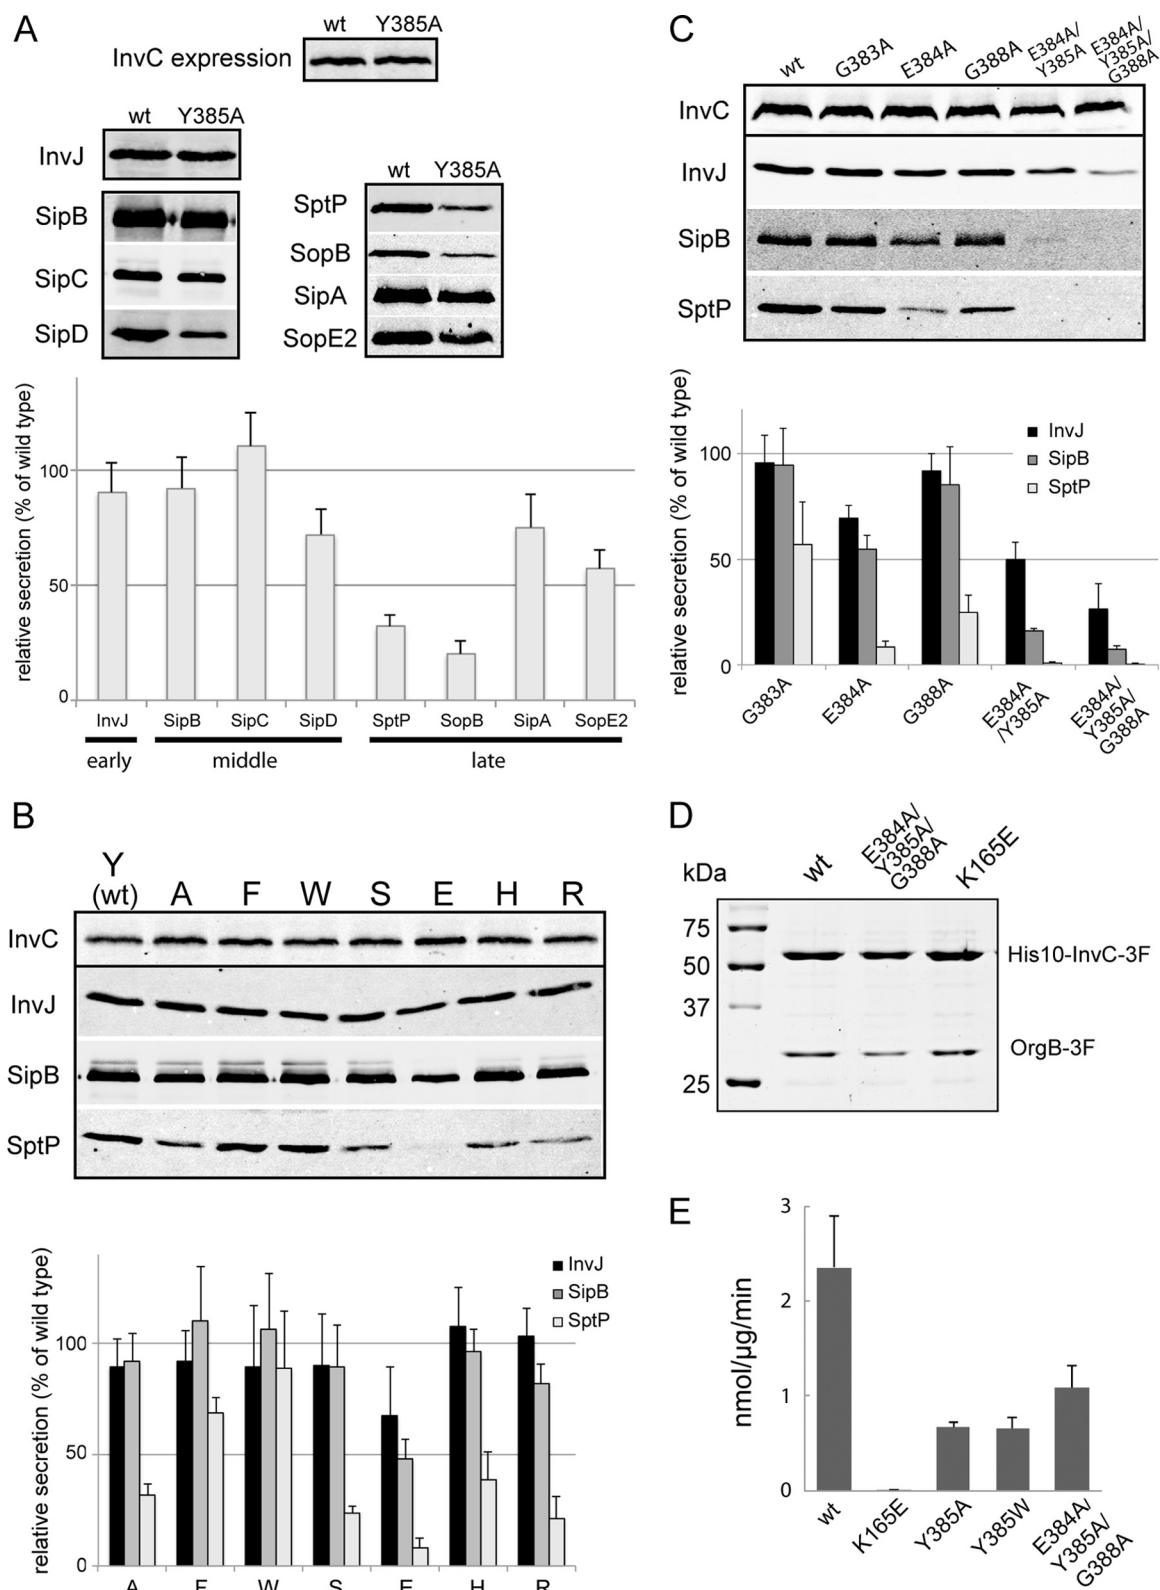 A
wt Y385A
InvC expression
wt Y385A
InvJ
SipB
SipC
SipD
wt Y385A
SptP
SopB
SipA
SopE2
relative secretion (% of wild type)
100
50
0
InvJ SipB SipC SipD SptP SopB SipA SopE2
early middle late
B
Y (wt) A F W S E H R
InvC
InvJ
SipB
SptP
relative secretion (% of wild type)
100
50
0
InvJ
SipB
SptP
A F W S E H R
C
wt G383A E384A G388A E384A/Y385A E384A/Y385A/G388A
InvC
InvJ
SipB
SptP
relative secretion (% of wild type)
100
50
0
InvJ
SipB
SptP
G383A
E384A
G388A
E384A
/Y385A
E384A/
Y385A/
G388A
D
kDa
wt
E384A/
Y385A/
G388A
K165E
75
50
37
25
His10-InvC-3F
OrgB-3F
E
nmol/µg/min
3
2
1
0
wt
K165E
Y385A
Y385W
E384A/
Y385A/
G388A